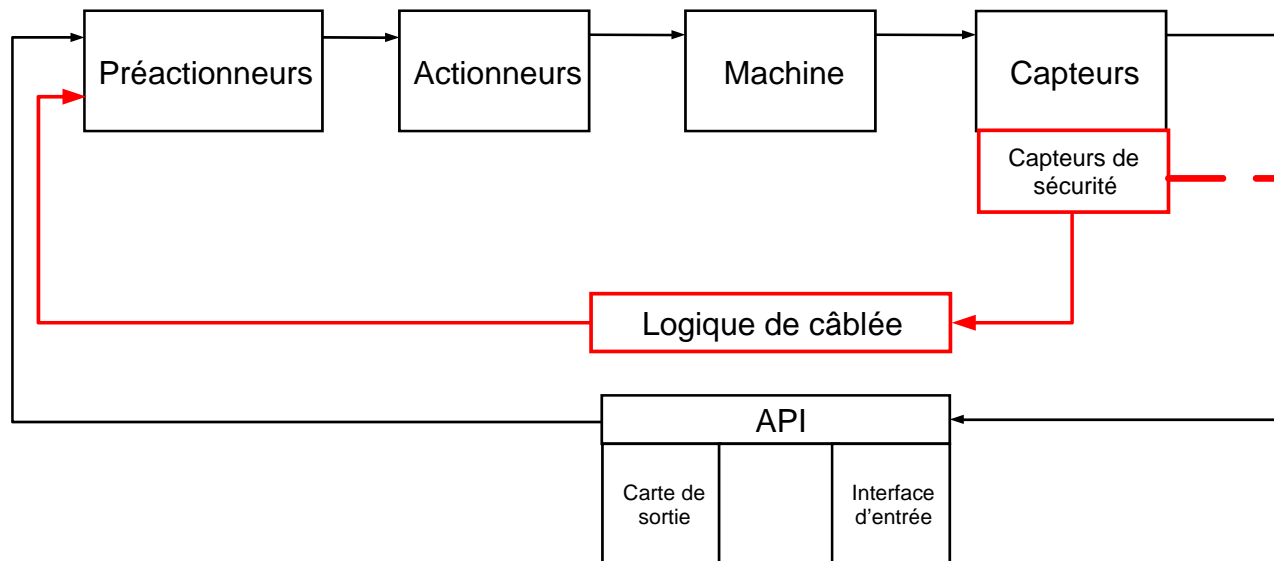 Préactionneurs
Actionneurs
Machine
Capteurs
Capteurs de
sécurité
Logique de câblée
API
Carte de
sortie
Interface
d’entrée